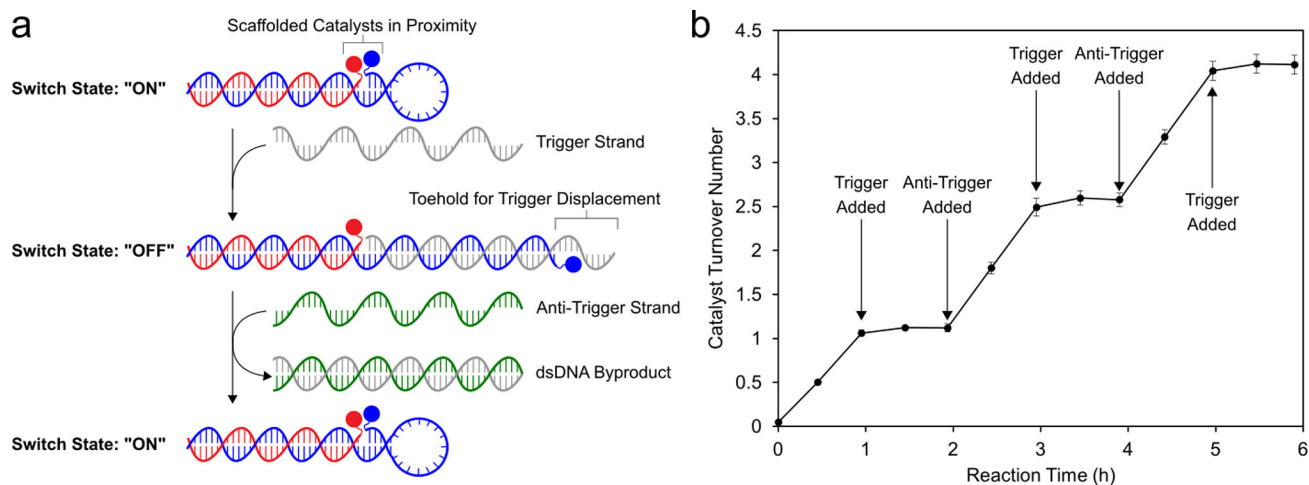 a
Scaffolded Catalysts in Proximity
Switch State: "ON"
Trigger Strand
Toehold for Trigger Displacement
Switch State: "OFF"
Anti-Trigger Strand
dsDNA Byproduct
Switch State: "ON"
b
Catalyst Turnover Number
4.5
4
3.5
3
2.5
2
1.5
1
0.5
0
Trigger
Added
Anti-Trigger
Added
Trigger
Added
Anti-Trigger
Added
Trigger
Added
0 1 2 3 4 5 6
Reaction Time (h)